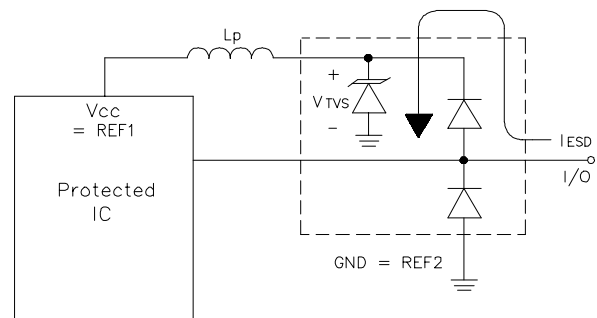 Lp
+
VTVS
-
Vcc
= REF1
Protected
IC
IESD
I/O
GND = REF2